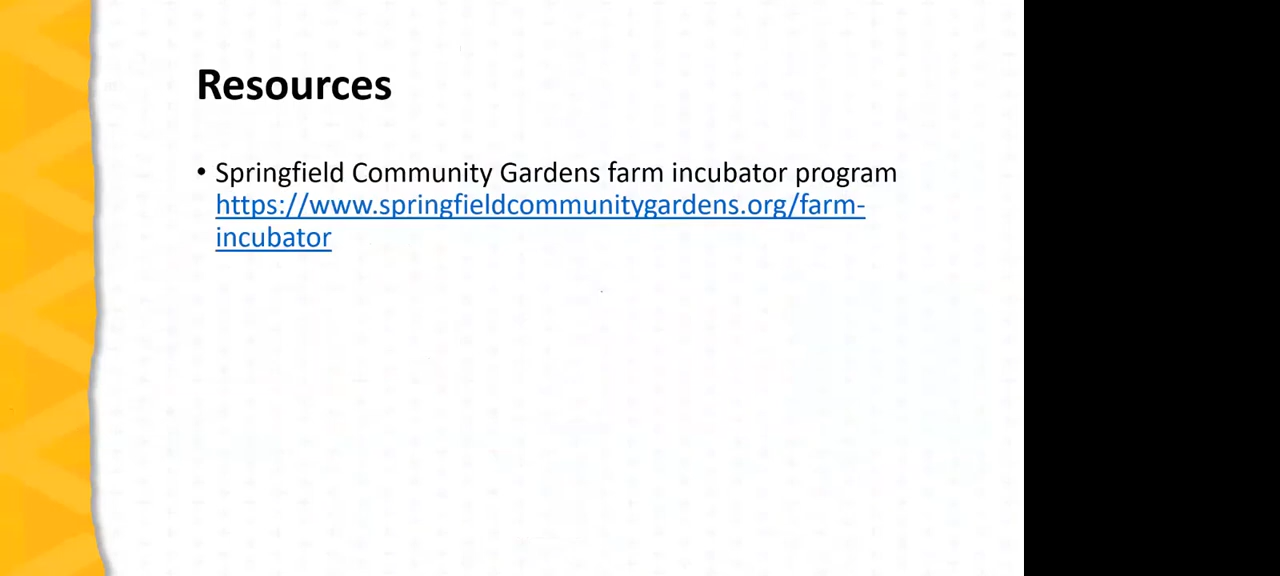 Resources
• Springfield Community Gardens farm incubator program
https://www.springfieldcommunitygardens.org/farm-
incubator